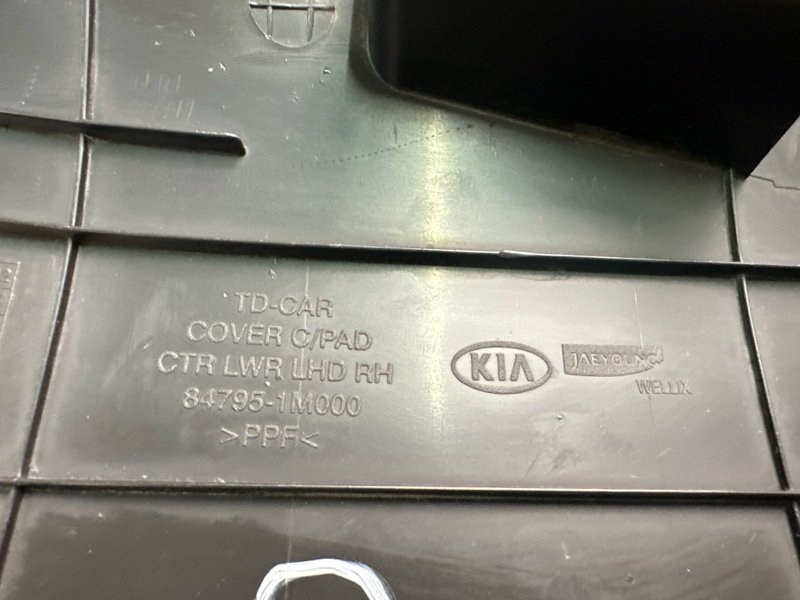 TD-CAR
COVER C/PAD
CTR LWR LHD RH
84795-1M000
>PPF<
KIA
JAEYOUNG
WELLIX